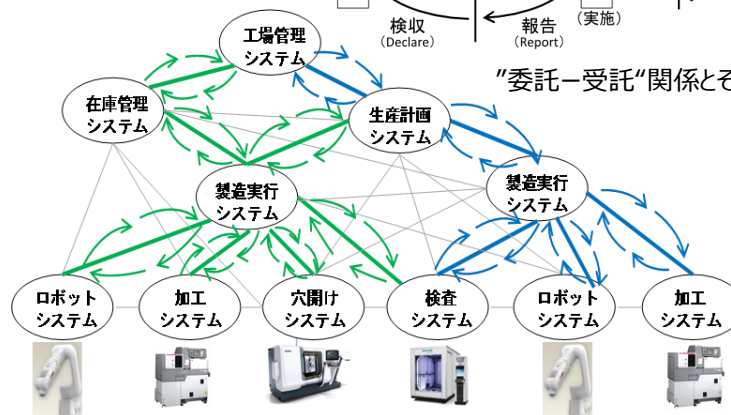 検収
（Declare）
報告
（Report）
（実施）
”委託－受託“関係とそ
工場管理
システム
在庫管理
システム
生産計画
システム
製造実行
システム
製造実行
システム
ロボット
システム
加工
システム
穴開け
システム
検査
システム
ロボット
システム
加工
システム